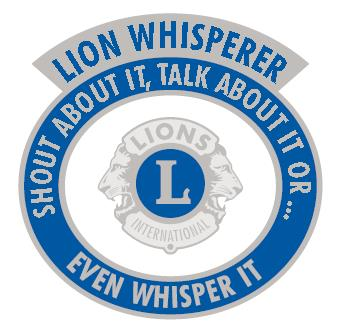 LION WHISPERER
SHOUT ABOUT IT, TALK ABOUT IT OR...
LIONS
L
INTERNATIONAL
EVEN WHISPER IT